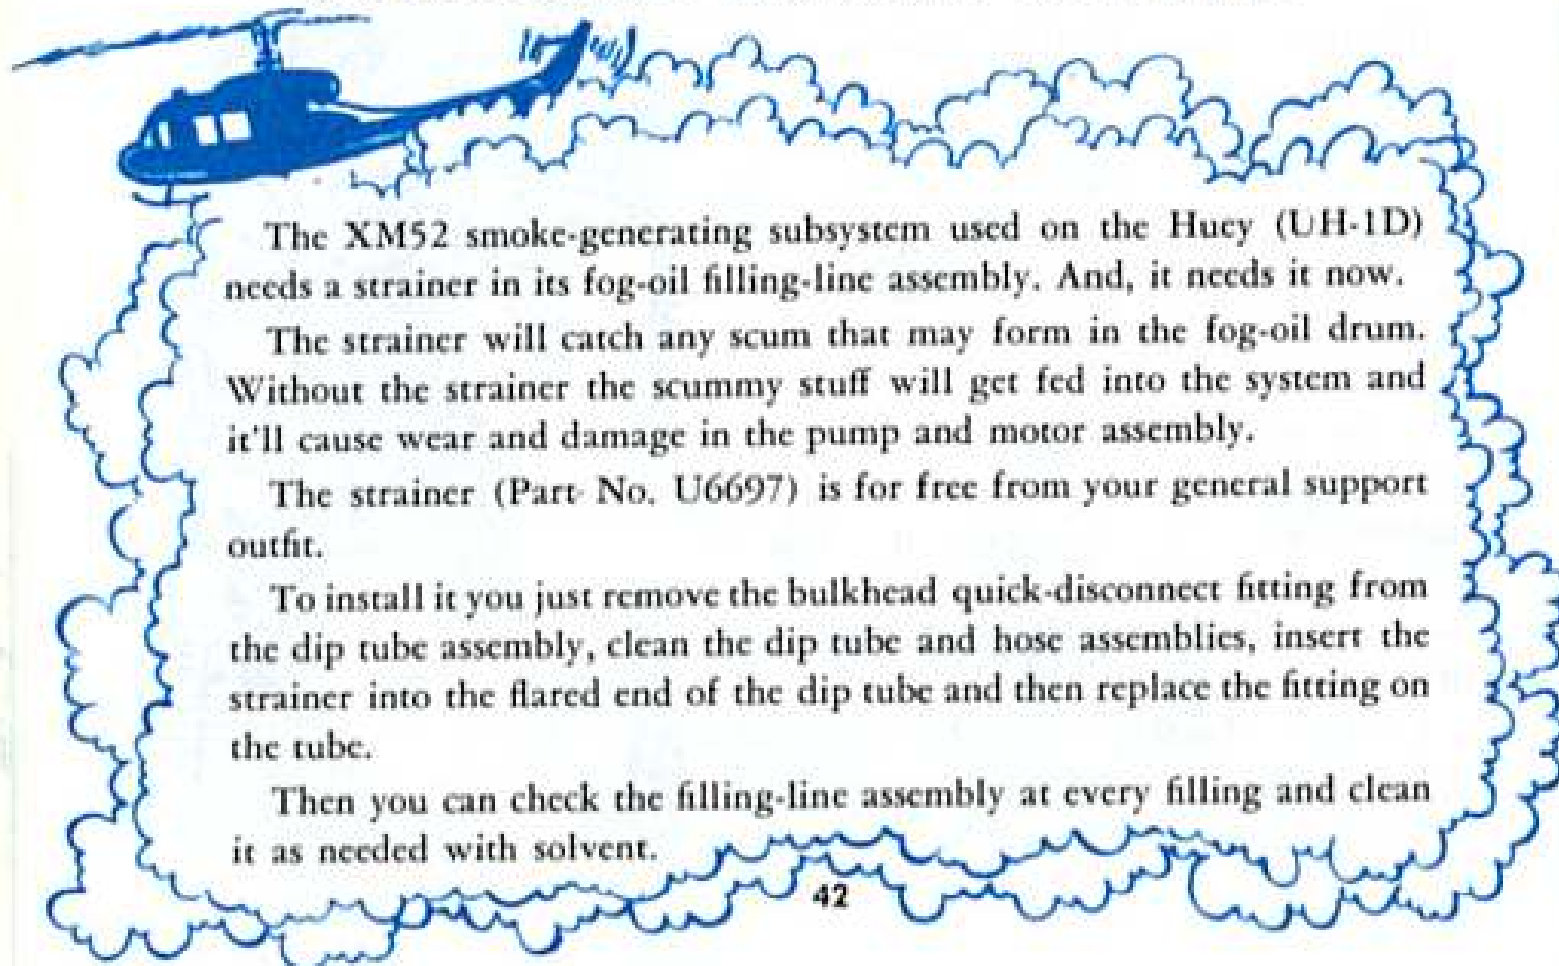 The XM52 smoke-generating subsystem used on the Huey (UH-1D)
needs a strainer in its fog-oil filling-line assembly. And, it needs it now.
The strainer will catch any scum that may form in the fog-oil drum.
Without the strainer the scummy stuff will get fed into the system and
it'll cause wear and damage in the pump and motor assembly.
The strainer (Part No. U6697) is for free from your general support
outfit.
To install it you just remove the bulkhead quick-disconnect fitting from
the dip tube assembly, clean the dip tube and hose assemblies, insert the
strainer into the flared end of the dip tube and then replace the fitting on
the tube.
Then you can check the filling-line assembly at every filling and clean
it as needed with solvent.
42